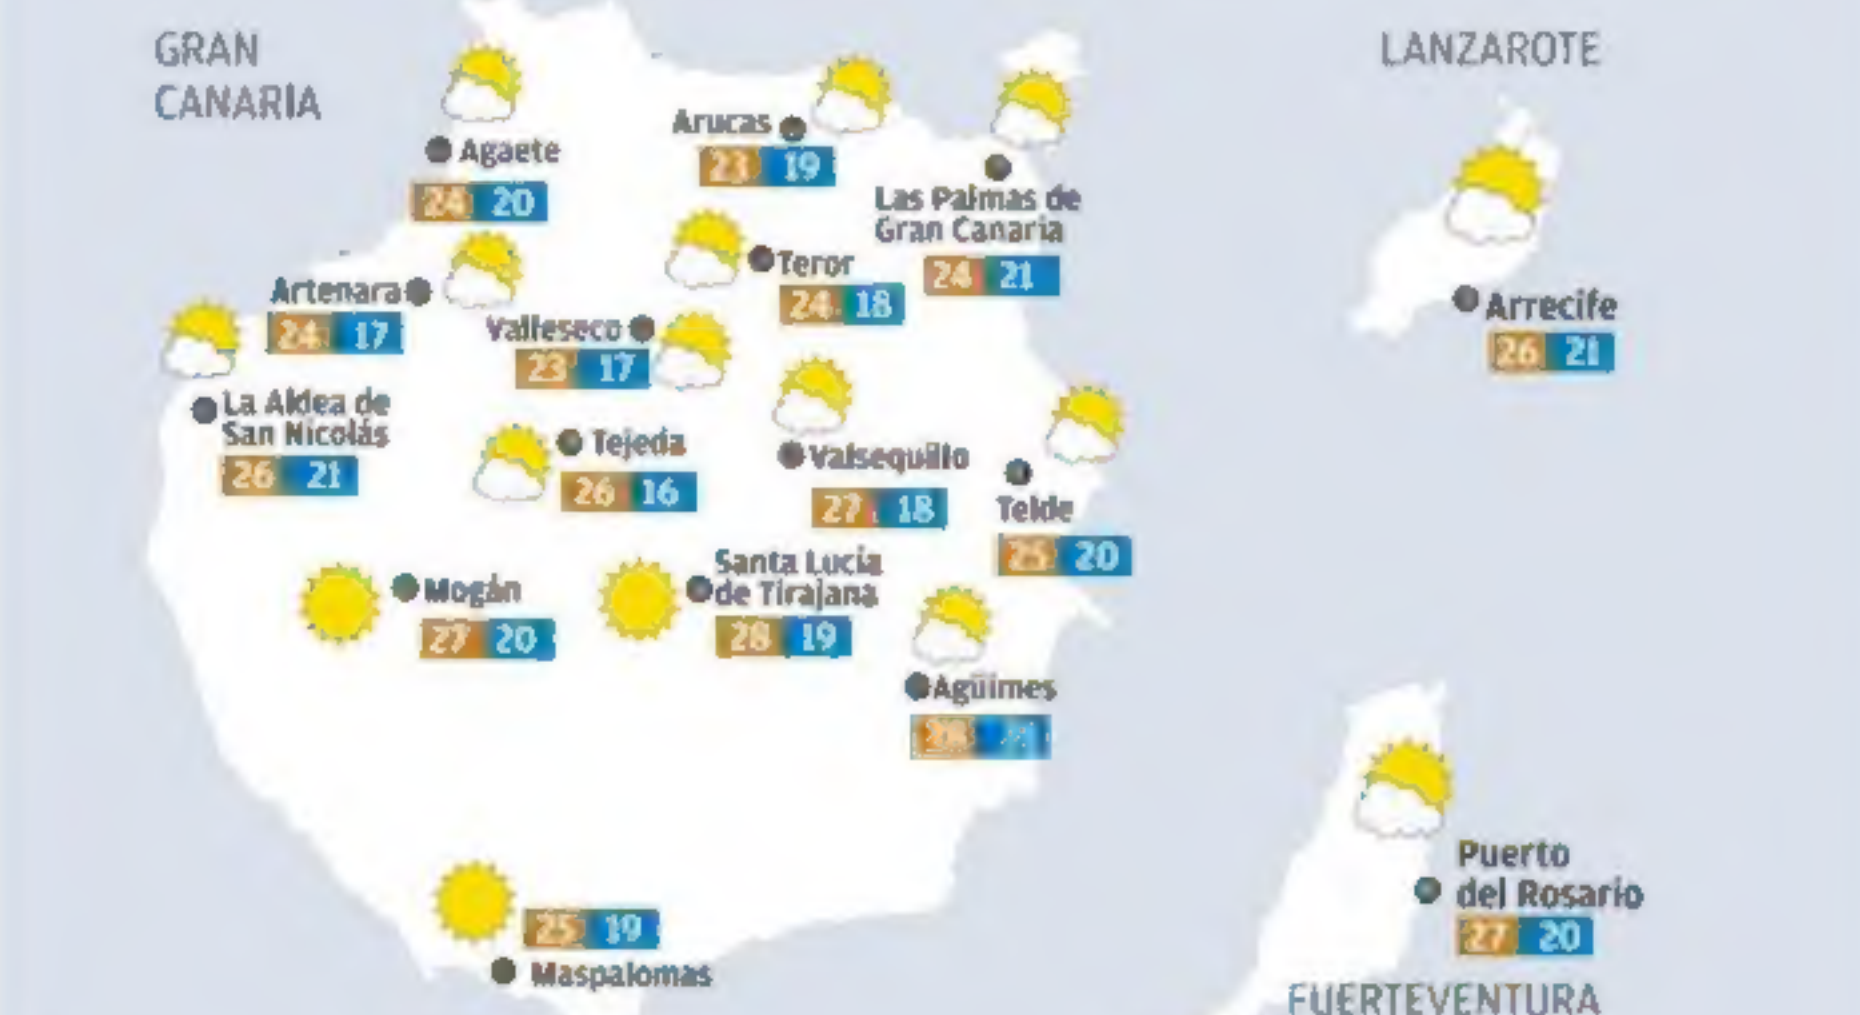 GRAN
CANARIA
LANZAROTE
Agaete
24 20
Arucas
23 19
Las Palmas de
Gran Canaria
24 21
Teror
24 18
Artenara
24 17
Valleseco
23 17
Arrecife
26 21
La Aldea de
San Nicolás
26 21
Tejeda
26 16
Valsequillo
27 18
Telde
25 20
Mogán
27 20
Santa Lucía
de Tirajana
28 19
Agüimes
Puerto
del Rosario
27 20
25 19
Maspalomas
FUERTEVENTURA